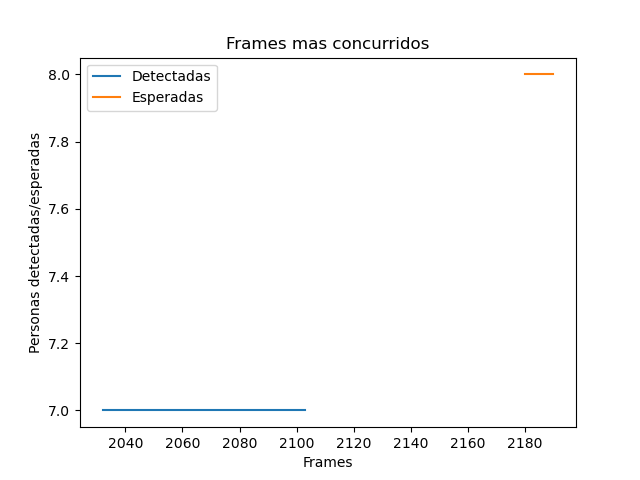 Frames mas concurridos
Detectadas
Esperadas
8.0
7.8
7.6
7.4
7.2
7.0
Personas detectadas/esperadas
2040 2060 2080 2100 2120 2140 2160 2180
Frames